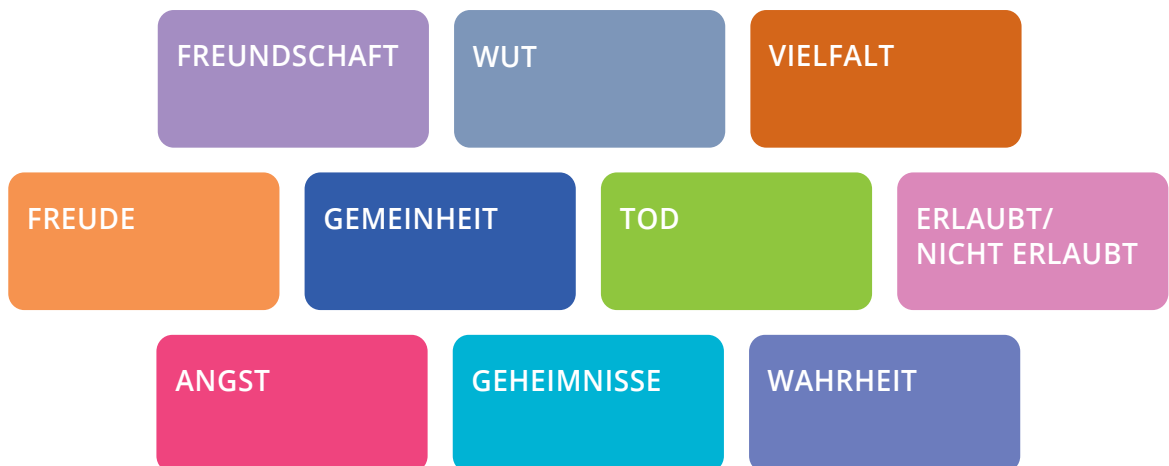 FREUNDSCHAFT
WUT
VIELFALT
FREUDE
GEMEINHEIT
TOD
ERLAUBT/
NICHT ERLAUBT
ANGST
GEHEIMNISSE
WAHRHEIT